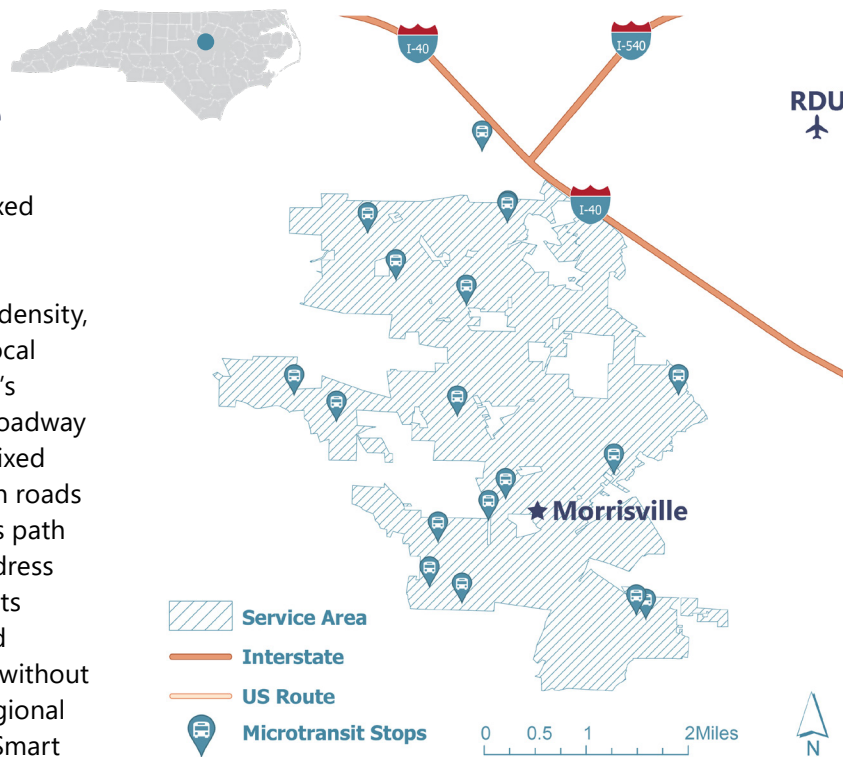 I-40
I-540
RDU
xed
I-40
density,
ocal
's
oadway
ixed
n roads
s path
dress
ts
d
without
gional
Smart
Morrisville
Service Area
Interstate
US Route
Microtransit Stops
0 0.5 1 2Miles
N